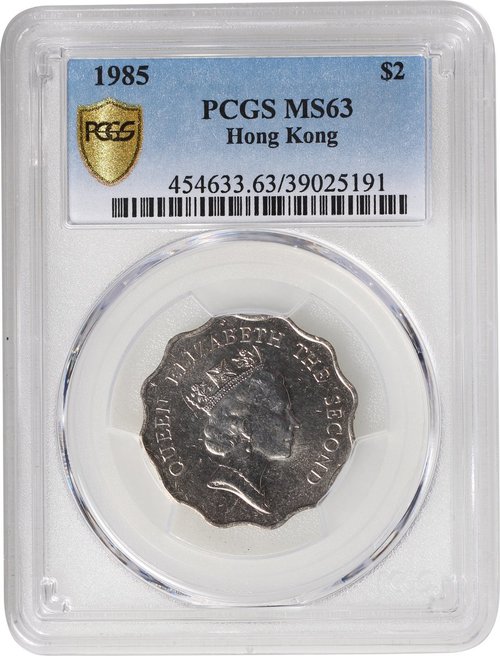 1985 $2
PCGS
PCGS MS63
Hong Kong
454633.63/39025191
QUEEN ELIZABETH THE SECOND